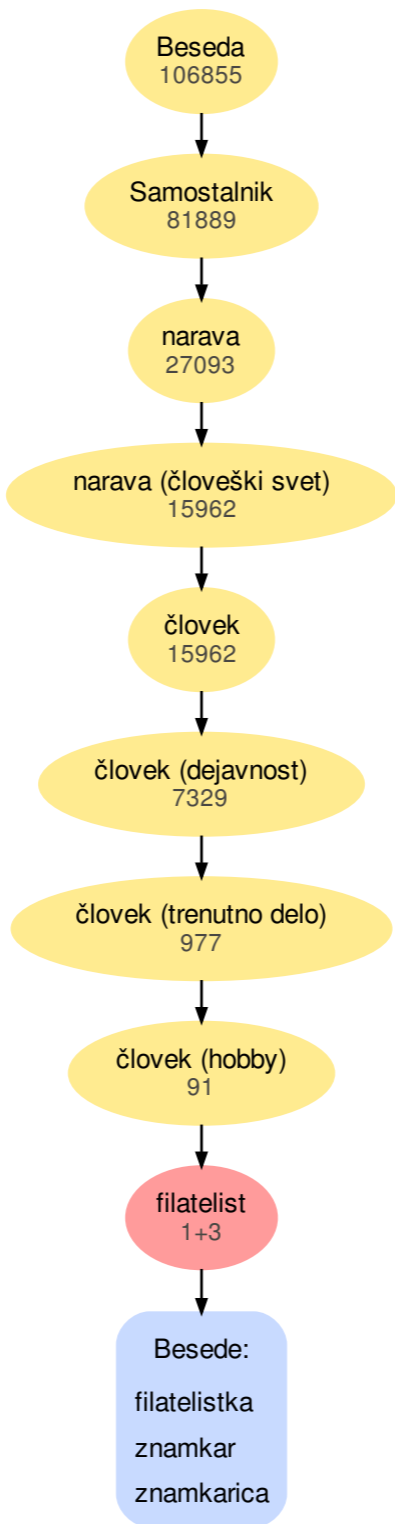 Beseda
106855
Samostalnik
81889
narava
27093
narava (človeški svet)
15962
človek
15962
človek (dejavnost)
7329
človek (trenutno delo)
977
človek (hobby)
91
filatelist
1+3
Besede:
filatelistka
znamkar
znamkarica